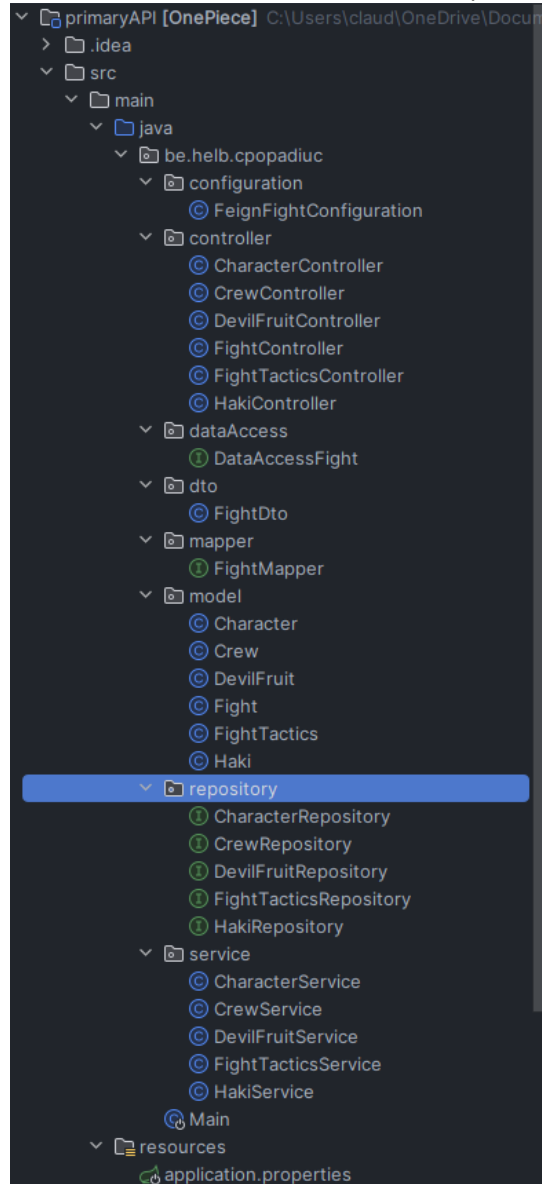 primaryAPI [OnePiece] C:\Users\claud\OneDrive\Docum
.idea
src
main
java
be.helb.cpopadiuc
configuration
FeignFightConfiguration
controller
CharacterController
CrewController
DevilFruitController
FightController
FightTacticsController
HakiController
dataAccess
DataAccessFight
dto
FightDto
mapper
FightMapper
model
Character
Crew
DevilFruit
Fight
FightTactics
Haki
repository
CharacterRepository
CrewRepository
DevilFruitRepository
FightTacticsRepository
HakiRepository
service
CharacterService
CrewService
DevilFruitService
FightTacticsService
HakiService
Main
resources
application.properties